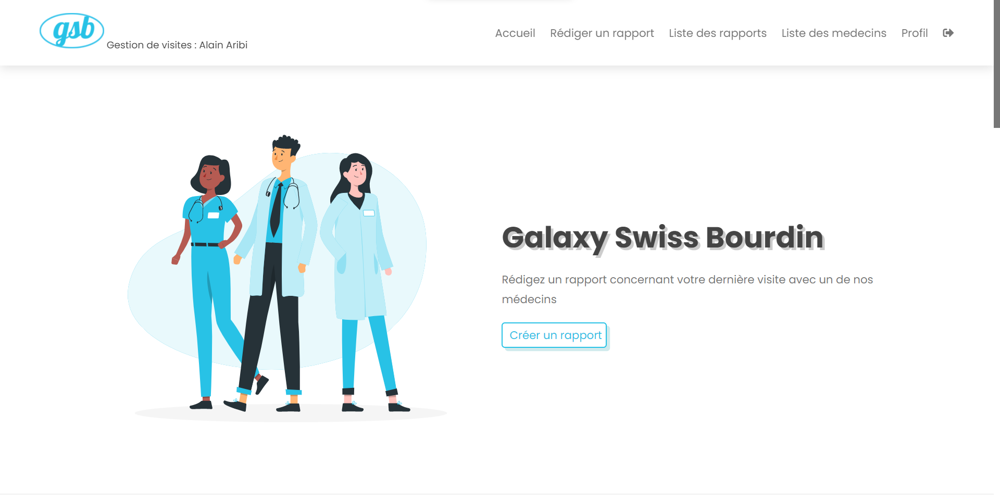 gsb
Gestion de visites : Alain Aribi
Accueil Rédiger un rapport Liste des rapports Liste des medecins Profil
Galaxy Swiss Bourdin
Rédigez un rapport concernant votre dernière visite avec un de nos
médecins
Créer un rapport